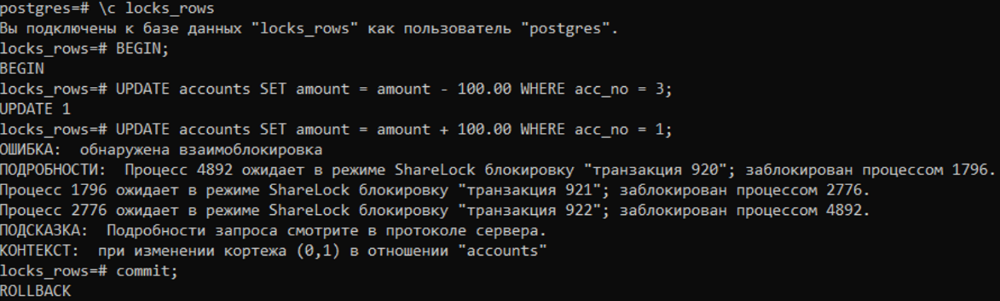 postgres=# \c locks_rows
Вы подключены к базе данных "locks_rows" как пользователь "postgres".
locks_rows=# BEGIN;
BEGIN
locks_rows=# UPDATE accounts SET amount = amount - 100.00 WHERE acc_no = 3;
UPDATE 1
locks_rows=# UPDATE accounts SET amount = amount + 100.00 WHERE acc_no = 1;
ОШИБКА:  обнаружена взаимоблокировка
ПОДРОБНОСТИ:  Процесс 4892 ожидает в режиме ShareLock блокировку "транзакция 920"; заблокирован процессом 1796.
Процесс 1796 ожидает в режиме ShareLock блокировку "транзакция 921"; заблокирован процессом 2776.
Процесс 2776 ожидает в режиме ShareLock блокировку "транзакция 922"; заблокирован процессом 4892.
ПОДСКАЗКА:  Подробности запроса смотрите в протоколе сервера.
КОНТЕКСТ:  при изменении кортежа (0,1) в отношении "accounts"
locks_rows=# commit;
ROLLBACK